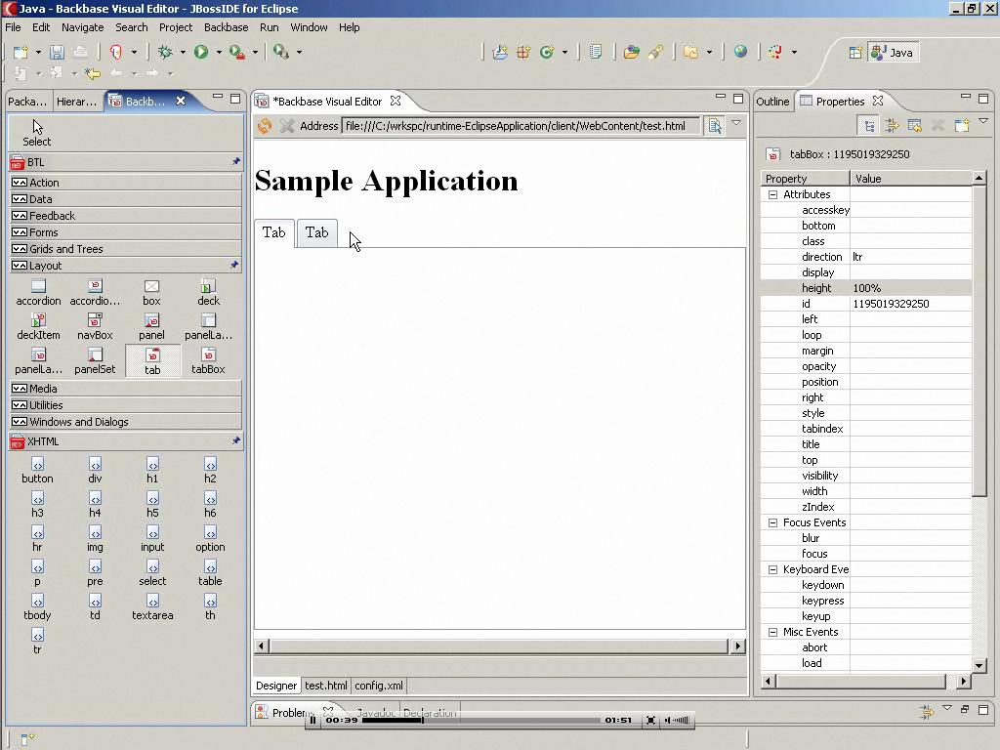 Java - Backbase Visual Editor - JBossIDE for Eclipse
File Edit Navigate Search Project Backbase Run Window Help
Java
Packa... Hierar... Backb...
Select
BTL
Action
Data
Feedback
Forms
Grids and Trees
Layout
accordion accordio... box deck
deckItem navBox panel panelLa...
panelLa... panelSet tab tabBox
Media
Utilities
Windows and Dialogs
XHTML
button div h1 h2
h3 h4 h5 h6
hr img input option
p pre select table
tbody td textarea th
tr
*Backbase Visual Editor
Address file:///C:/wrkspc/runtime-EclipseApplication/client/WebContent/test.html
Sample Application
Tab Tab
Designer test.html config.xml
Problems Javadoc Declaration
00:39 01:51
Outline Properties
tabBox : 1195019329250
Property Value
Attributes
accesskey
bottom
class
direction ltr
display
height 100%
id 1195019329250
left
loop
margin
opacity
position
right
style
tabindex
title
top
visibility
width
zIndex
Focus Events
blur
focus
Keyboard Eve
keydown
keypress
keyup
Misc Events
abort
load